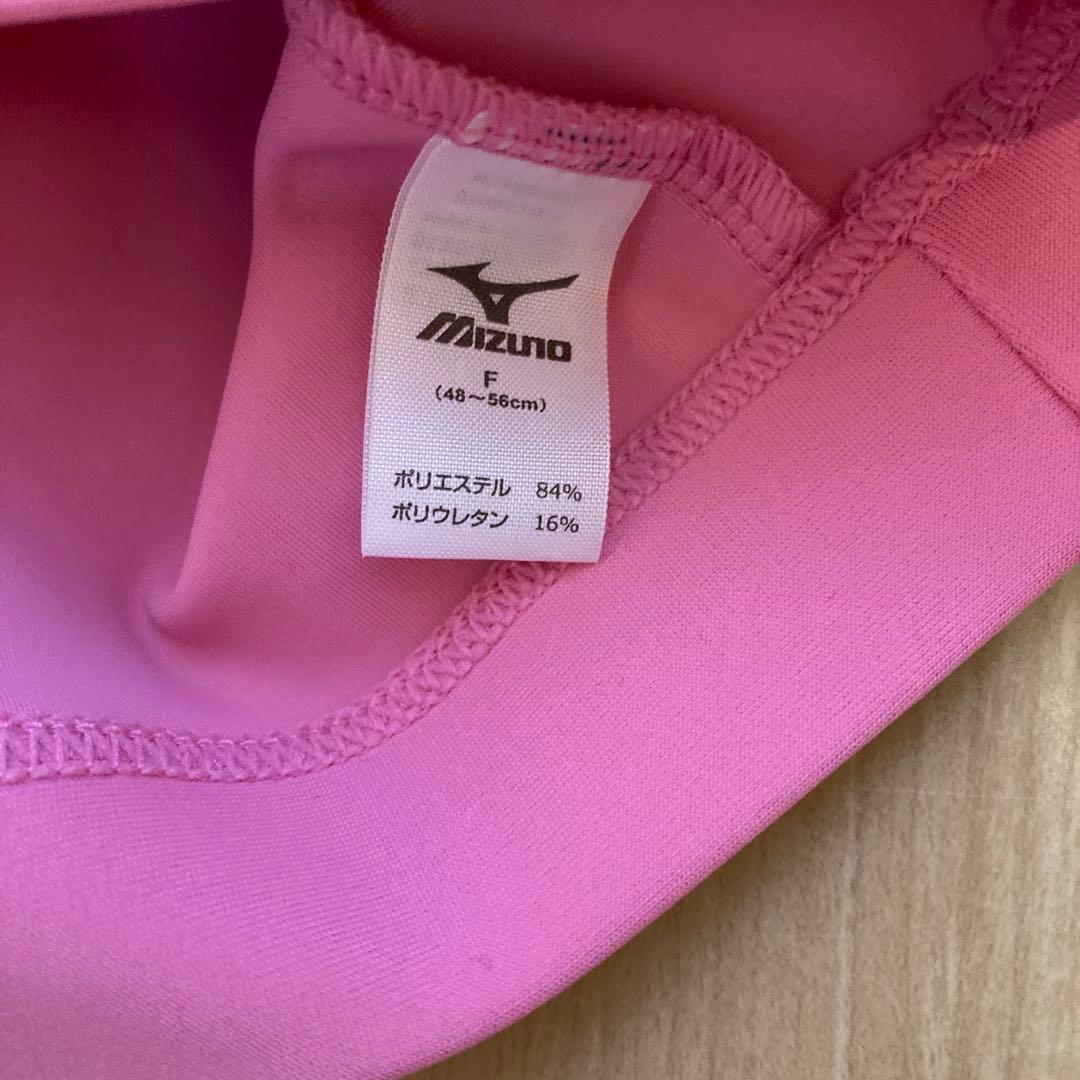 MIZUNO
F
(48～56cm)
ポリエステル 84%
ポリウレタン 16%